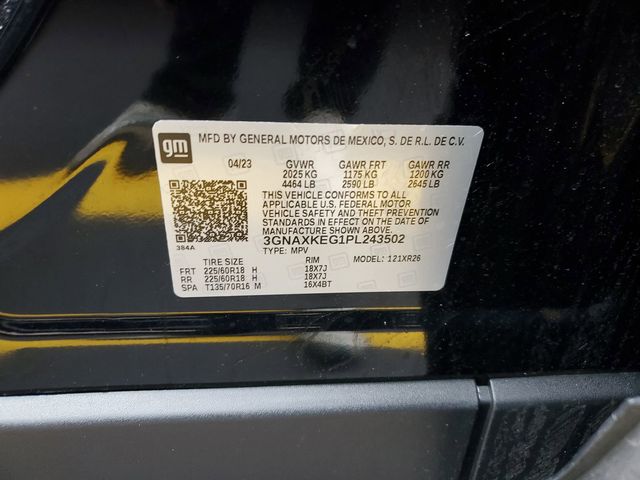 gm MFD BY GENERAL MOTORS DE MEXICO, S. DE R.L. DE C.V.
04/23 GVWR GAWR FRT GAWR RR
2025 KG 1175 KG 1200 KG
4464 LB 2590 LB 2645 LB
THIS VEHICLE CONFORMS TO ALL
APPLICABLE U.S. FEDERAL MOTOR
VEHICLE SAFETY STANDARDS
IN EFFECT ON THE DATE OF
MANUFACTURE SHOWN ABOVE.
3GNAXKEG1PL243502
384A TYPE: MPV MODEL: 121XR26
TIRE SIZE RIM
FRT 225/60R18 H 18X7J
RR 225/60R18 H 18X7J
SPA T135/70R16 M 16X4BT